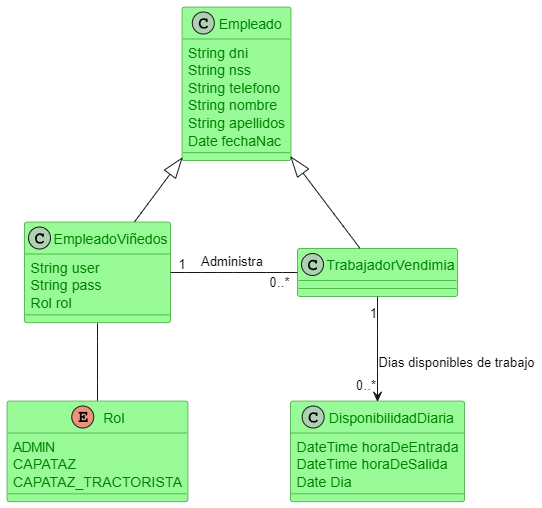 C Empleado
String dni
String nss
String telefono
String nombre
String apellidos
Date fechaNac
C EmpleadoViñedos
String user
String pass
Rol rol
1 Administra
0..*
C TrabajadorVendimia
1
Dias disponibles de trabajo
0..*
E Rol
ADMIN
CAPATAZ
CAPATAZ_TRACTORISTA
C DisponibilidadDiaria
DateTime horaDeEntrada
DateTime horaDeSalida
Date Dia